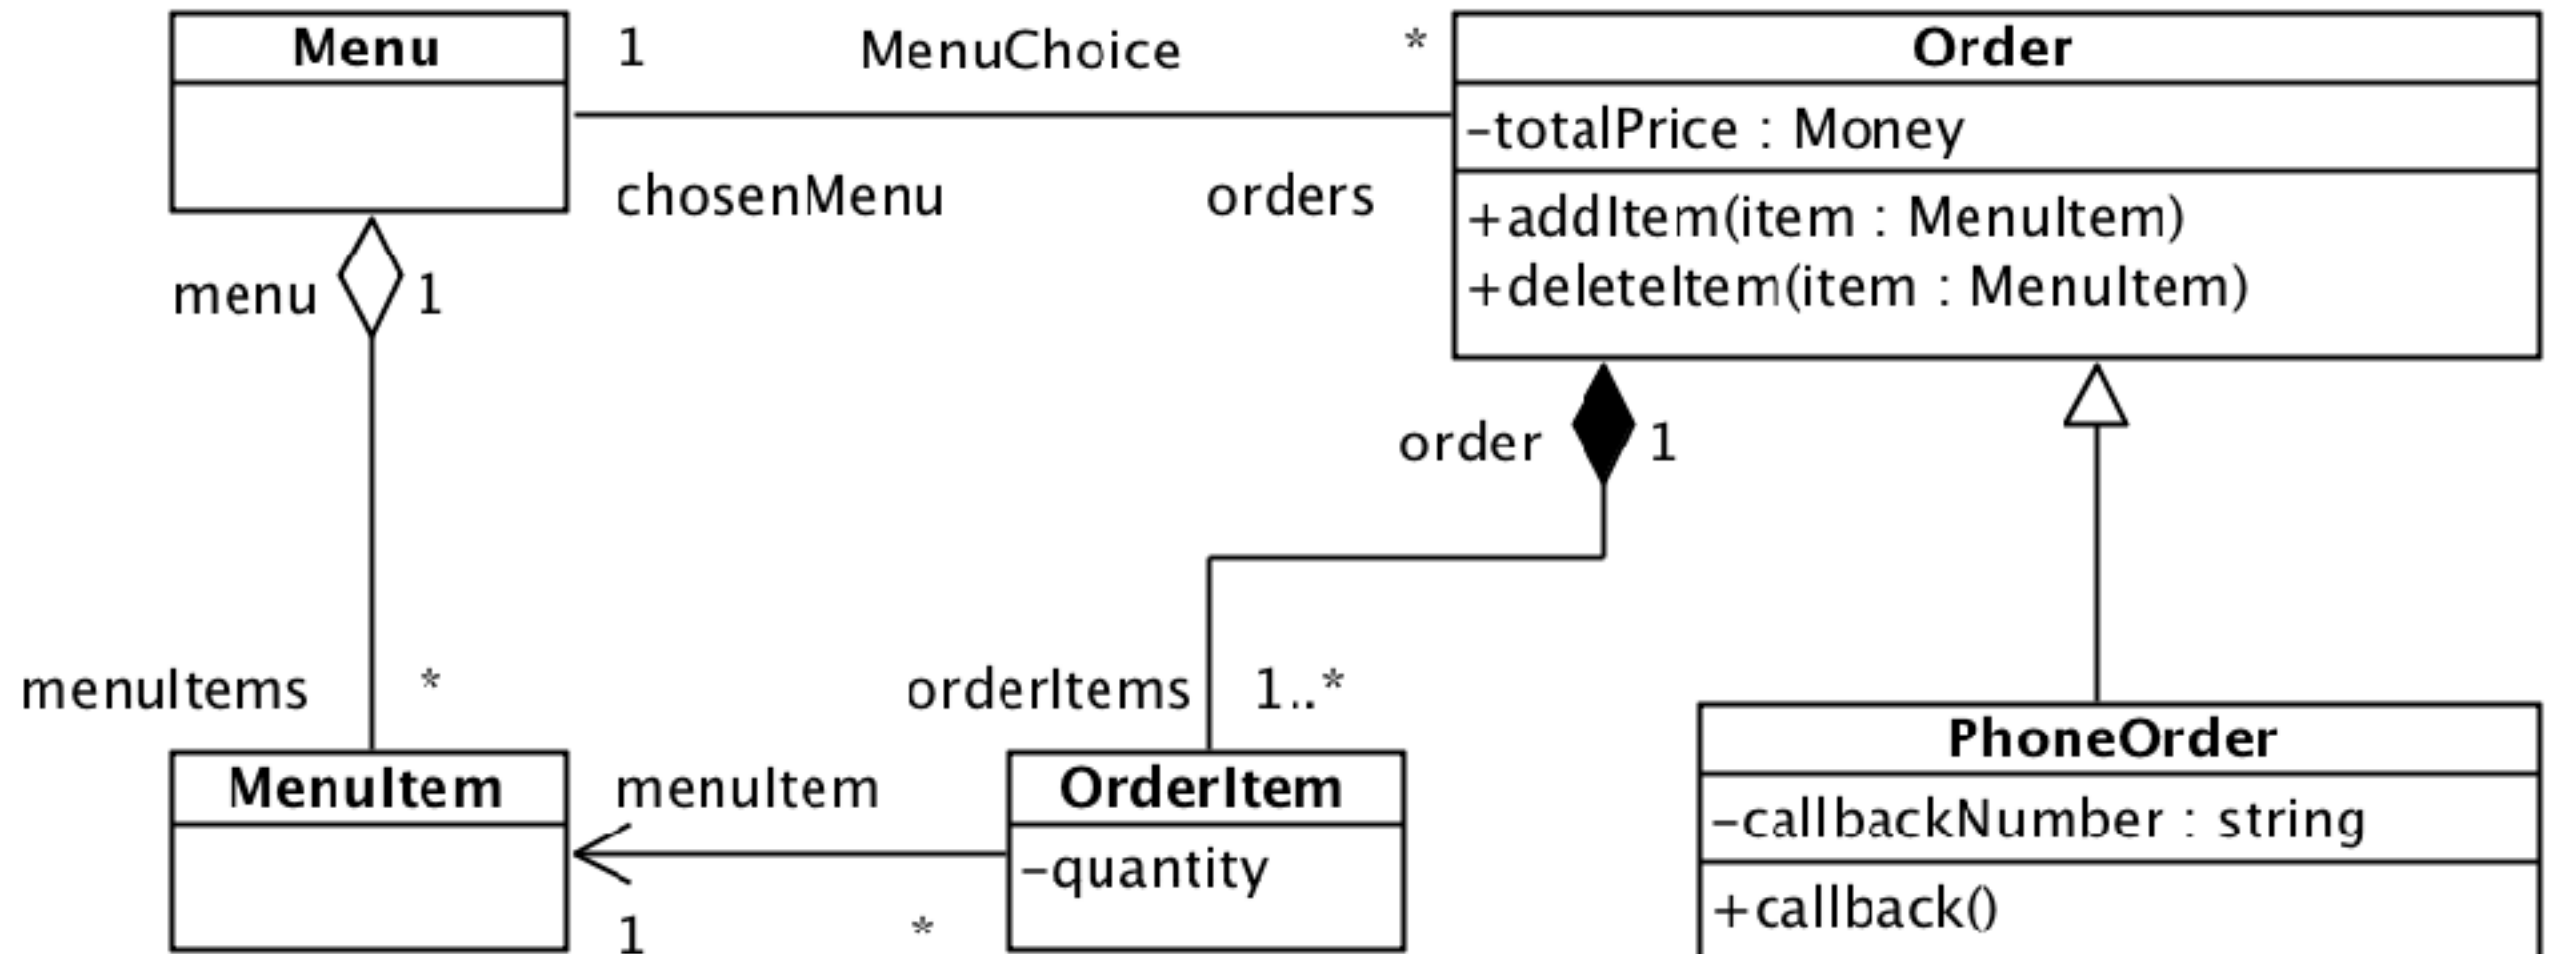 Menu
1
MenuChoice
*
chosenMenu
orders
Order
-totalPrice : Money
+addItem(item : MenuItem)
+deleteItem(item : MenuItem)
menu
1
order
1
menuItems
*
orderItems
1..*
MenuItem
menuItem
1
*
OrderItem
-quantity
PhoneOrder
-callbackNumber : string
+callback()